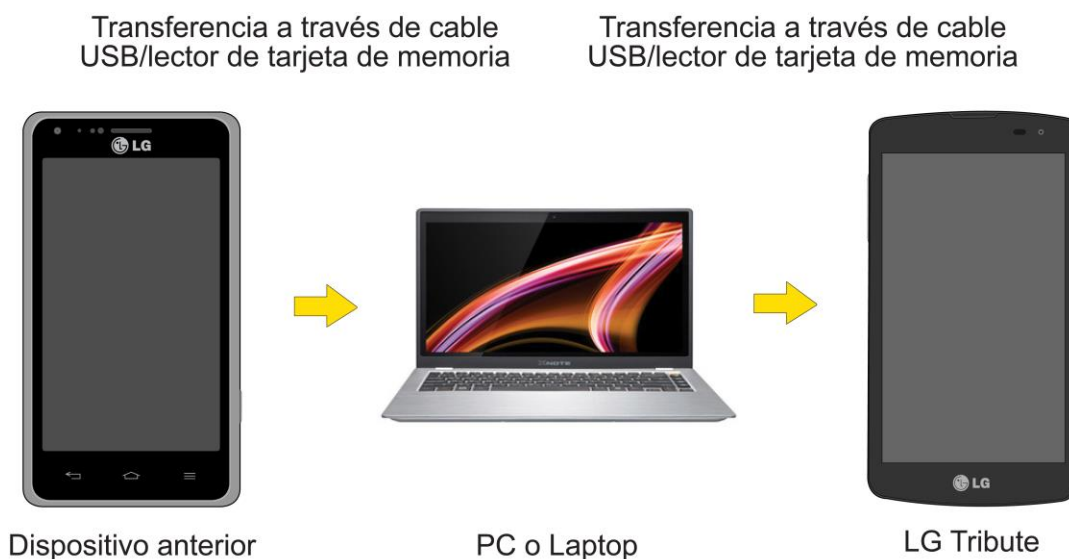 Transferencia a través de cable
USB/lector de tarjeta de memoria
Transferencia a través de cable
USB/lector de tarjeta de memoria
LG
XNOTE
LG
Dispositivo anterior
PC o Laptop
LG Tribute